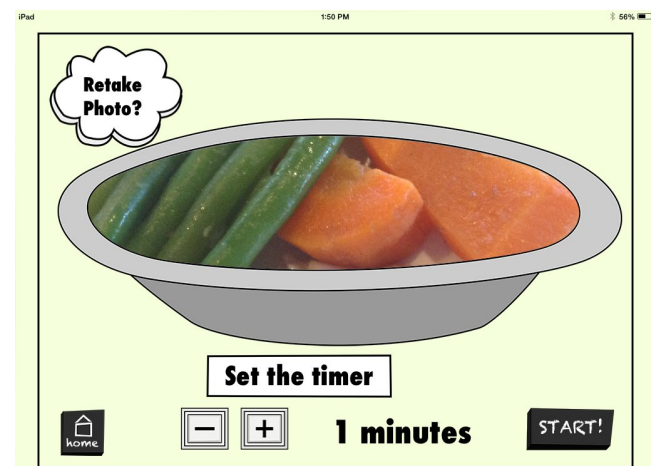 iPad
1:50 PM
56%
Retake
Photo?
Set the timer
− +
1 minutes
home
START!